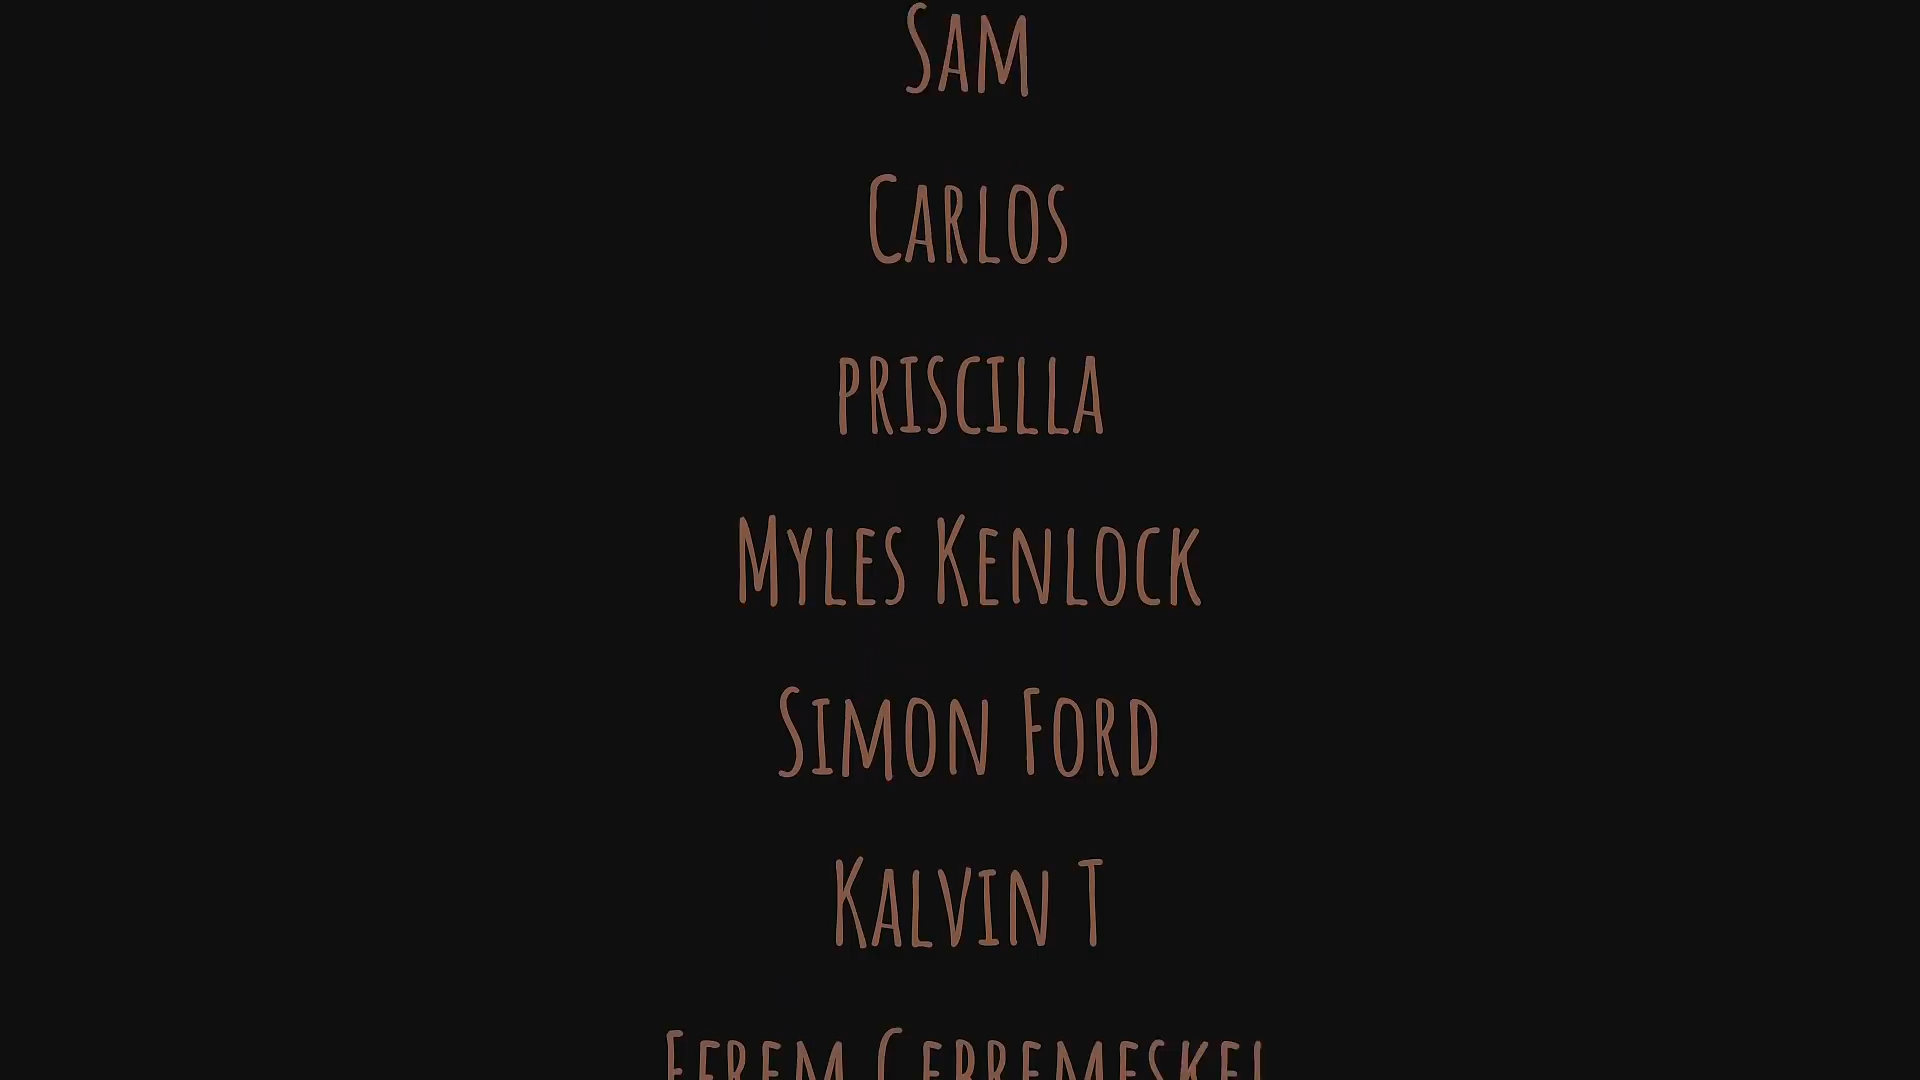 Sam
Carlos
priscilla
Myles Kenlock
Simon Ford
Kalvin T